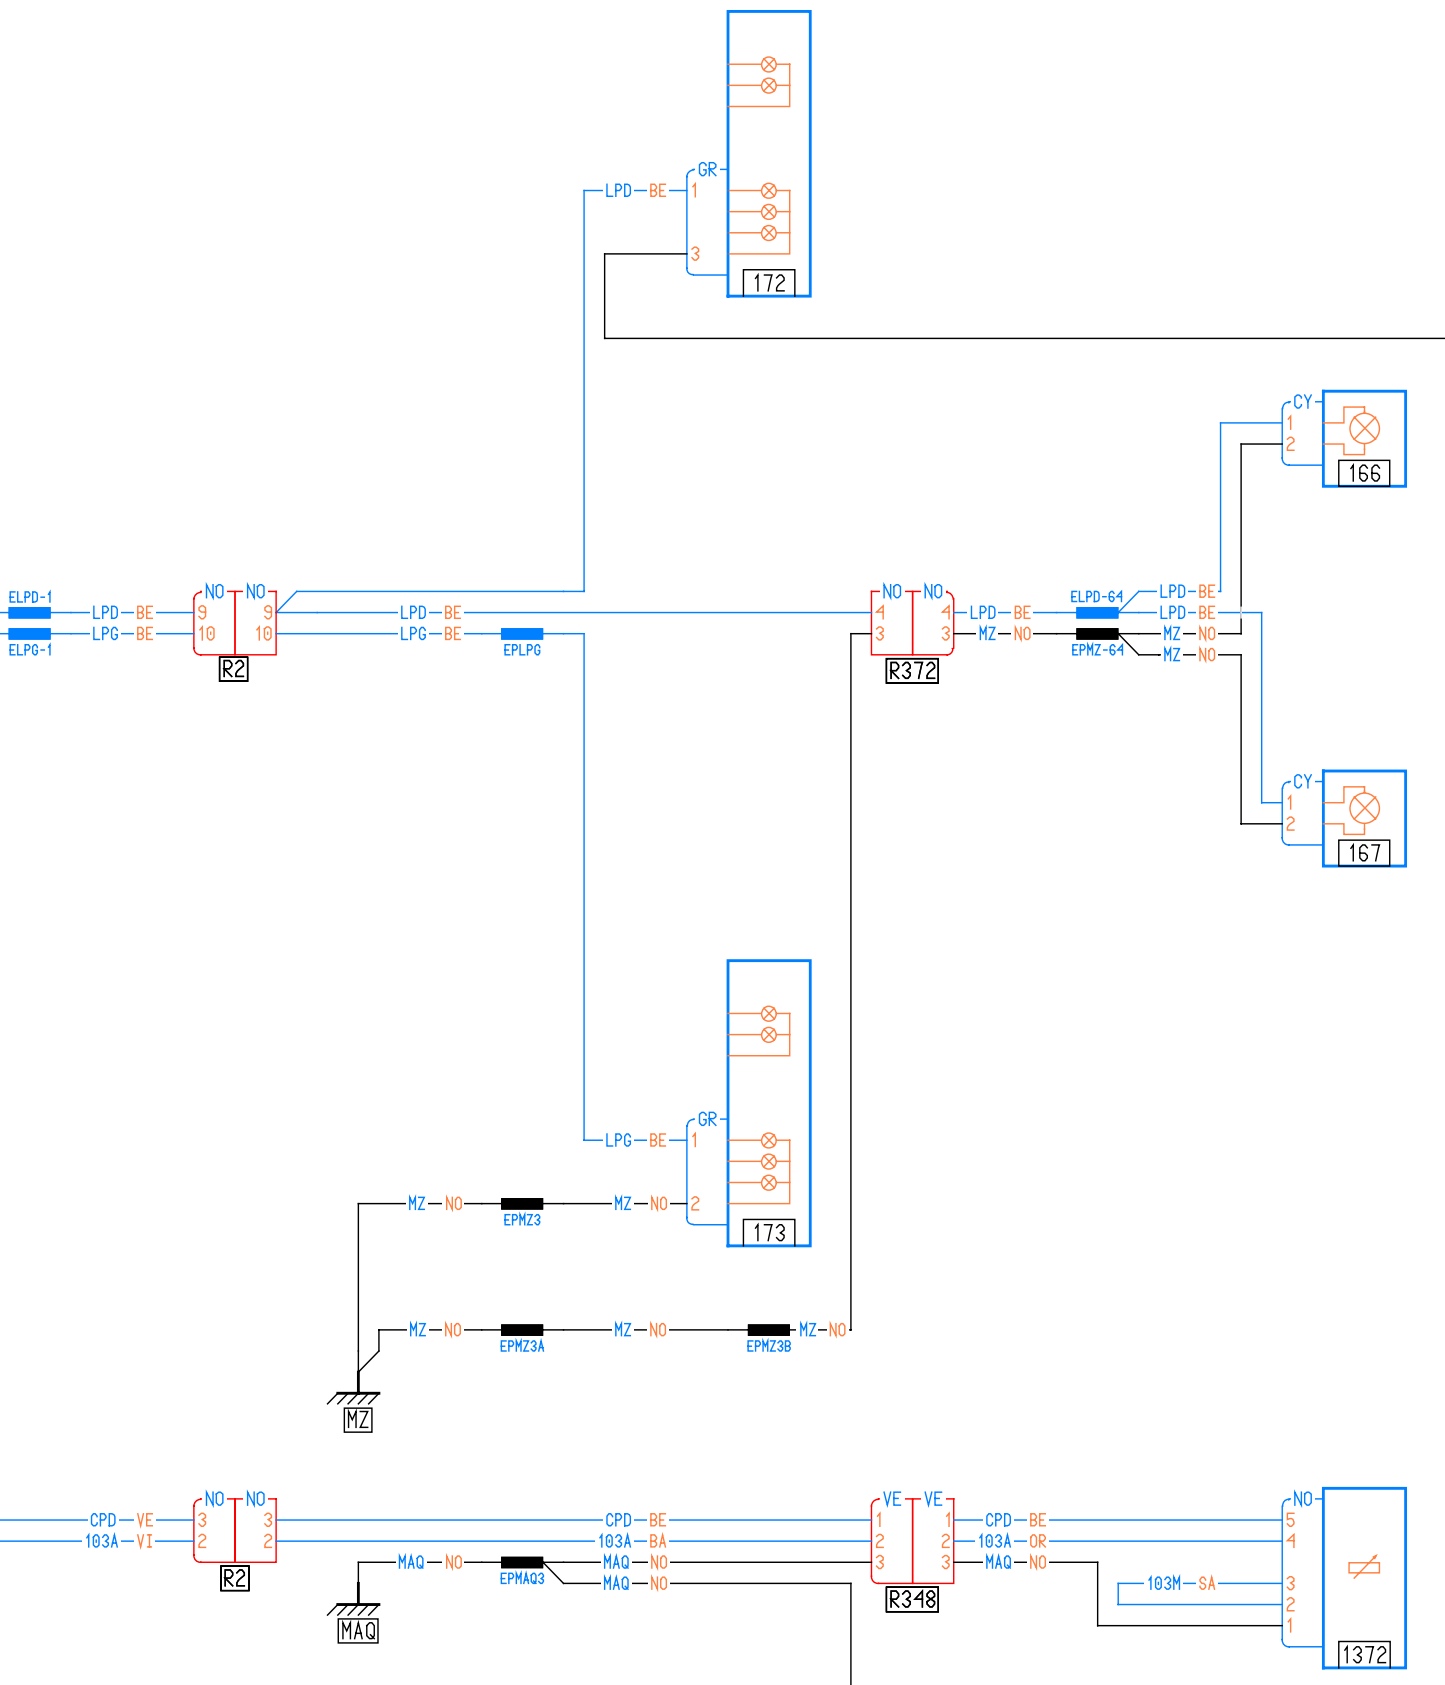 GR
LPD BE 1
3
172
CY
1
2
166
ELPD-1 NO NO NO NO ELPD-64 LPD BE
LPD BE 9 9 LPD BE 4 4 LPD BE LPD BE
LPG BE 10 10 LPG BE 3 3 MZ NO MZ NO
ELPG-1 EPLPG EPMZ-64 MZ NO
R2 R372
CY
1
2
167
GR
LPG BE 1
MZ NO MZ NO 2
EPMZ3
173
MZ NO MZ NO MZ NO
EPMZ3A EPMZ3B
MZ
NO NO VE VE NO
CPD VE 3 3 CPD BE 1 1 CPD BE 5
103A VI 2 2 103A BA 2 2 103A OR 4
MAQ NO MAQ NO 3 3 MAQ NO
R2 EPMAQ3 MAQ NO 103M SA 3
R348 2
MAQ 1
1372